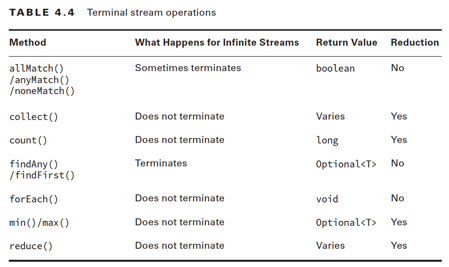 TABLE 4.4 Terminal stream operations
Method What Happens for Infinite Streams Return Value Reduction
allMatch() Sometimes terminates boolean No
/anyMatch()
/noneMatch()
collect() Does not terminate Varies Yes
count() Does not terminate long Yes
findAny() Terminates Optional<T> No
/findFirst()
forEach() Does not terminate void No
min()/max() Does not terminate Optional<T> Yes
reduce() Does not terminate Varies Yes